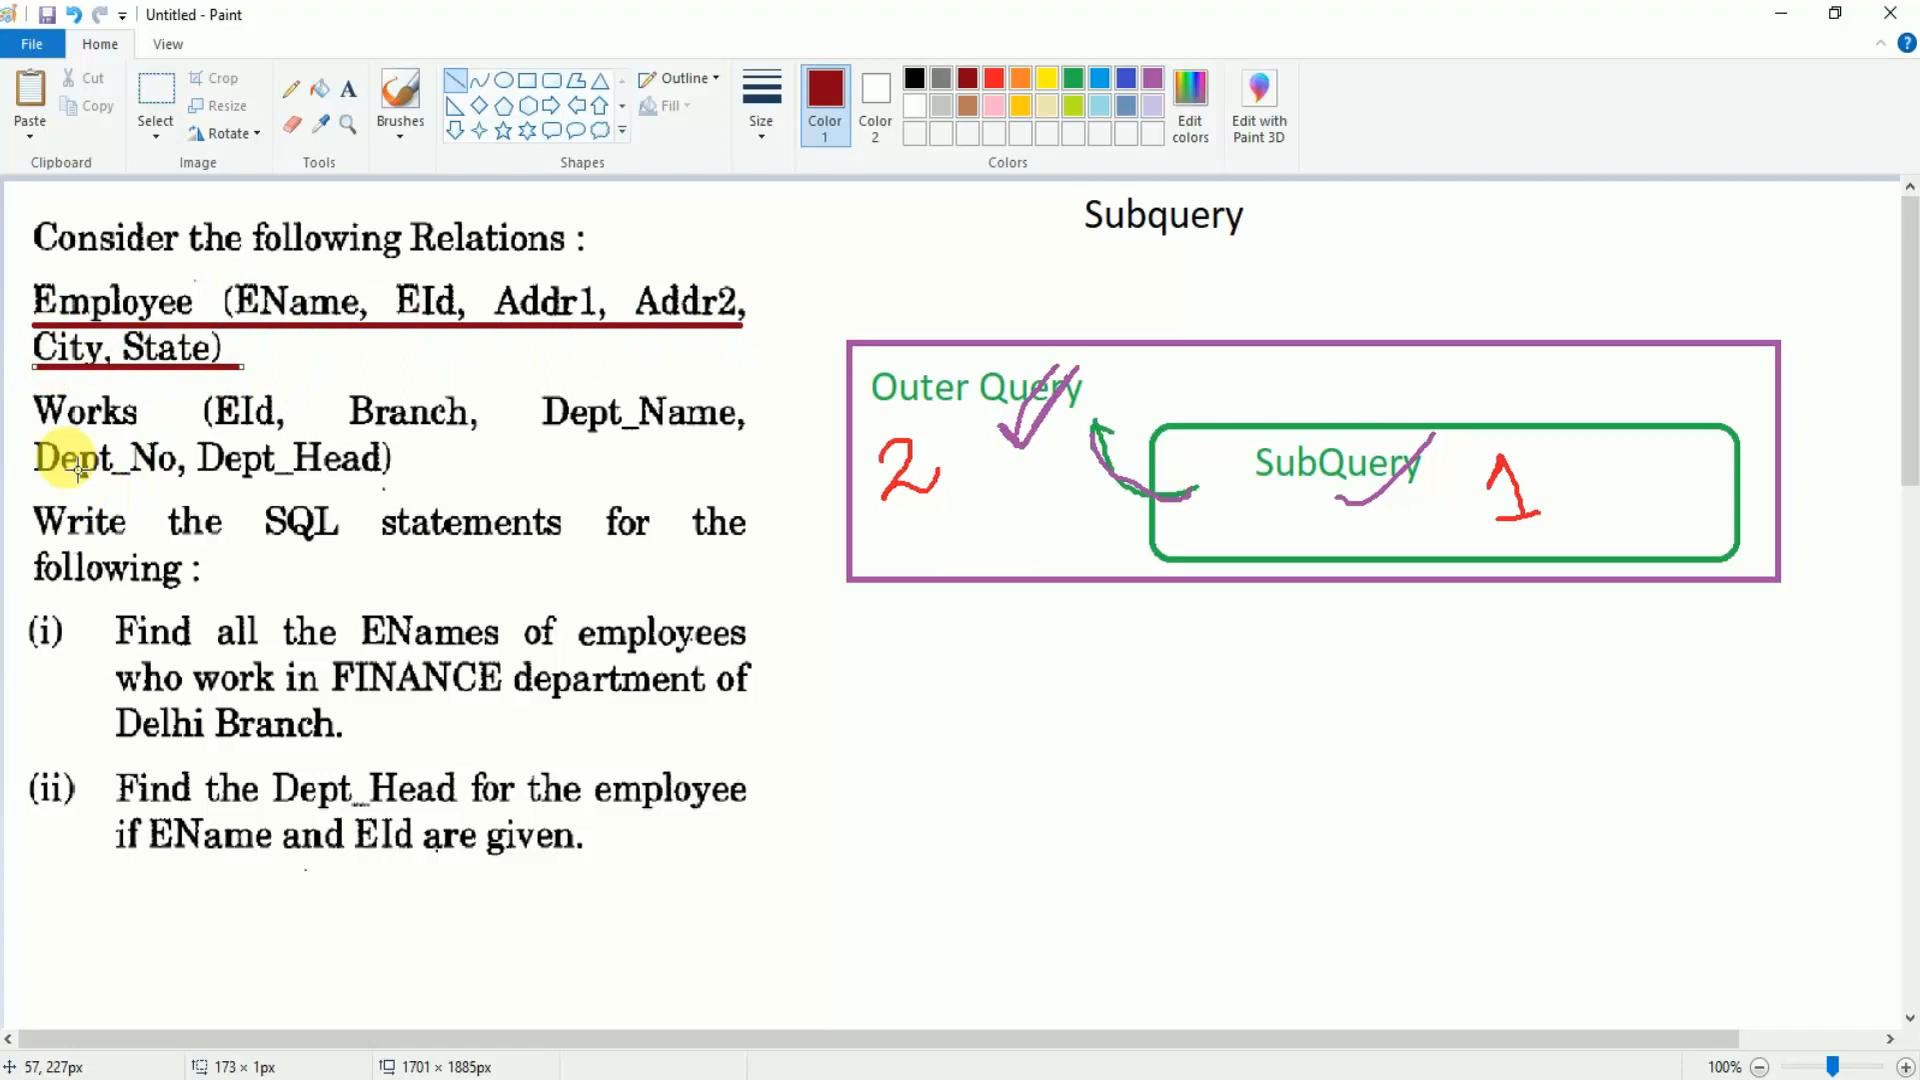 Untitled - Paint
File
Home
View
Paste
Cut
Copy
Clipboard
Select
Crop
Resize
Rotate
Image
Tools
Brushes
Shapes
Outline
Fill
Size
Color 1
Color 2
Edit colors
Colors
Edit with Paint 3D
Subquery
Consider the following Relations :
Employee (EName, EId, Addr1, Addr2,
City, State)
Works (EId, Branch, Dept_Name,
Dept_No, Dept_Head)
Write the SQL statements for the
following :
(i) Find all the ENames of employees
who work in FINANCE department of
Delhi Branch.
(ii) Find the Dept_Head for the employee
if EName and EId are given.
Outer Query
2
SubQuery 1
57, 227px
173 × 1px
1701 × 1885px
100%